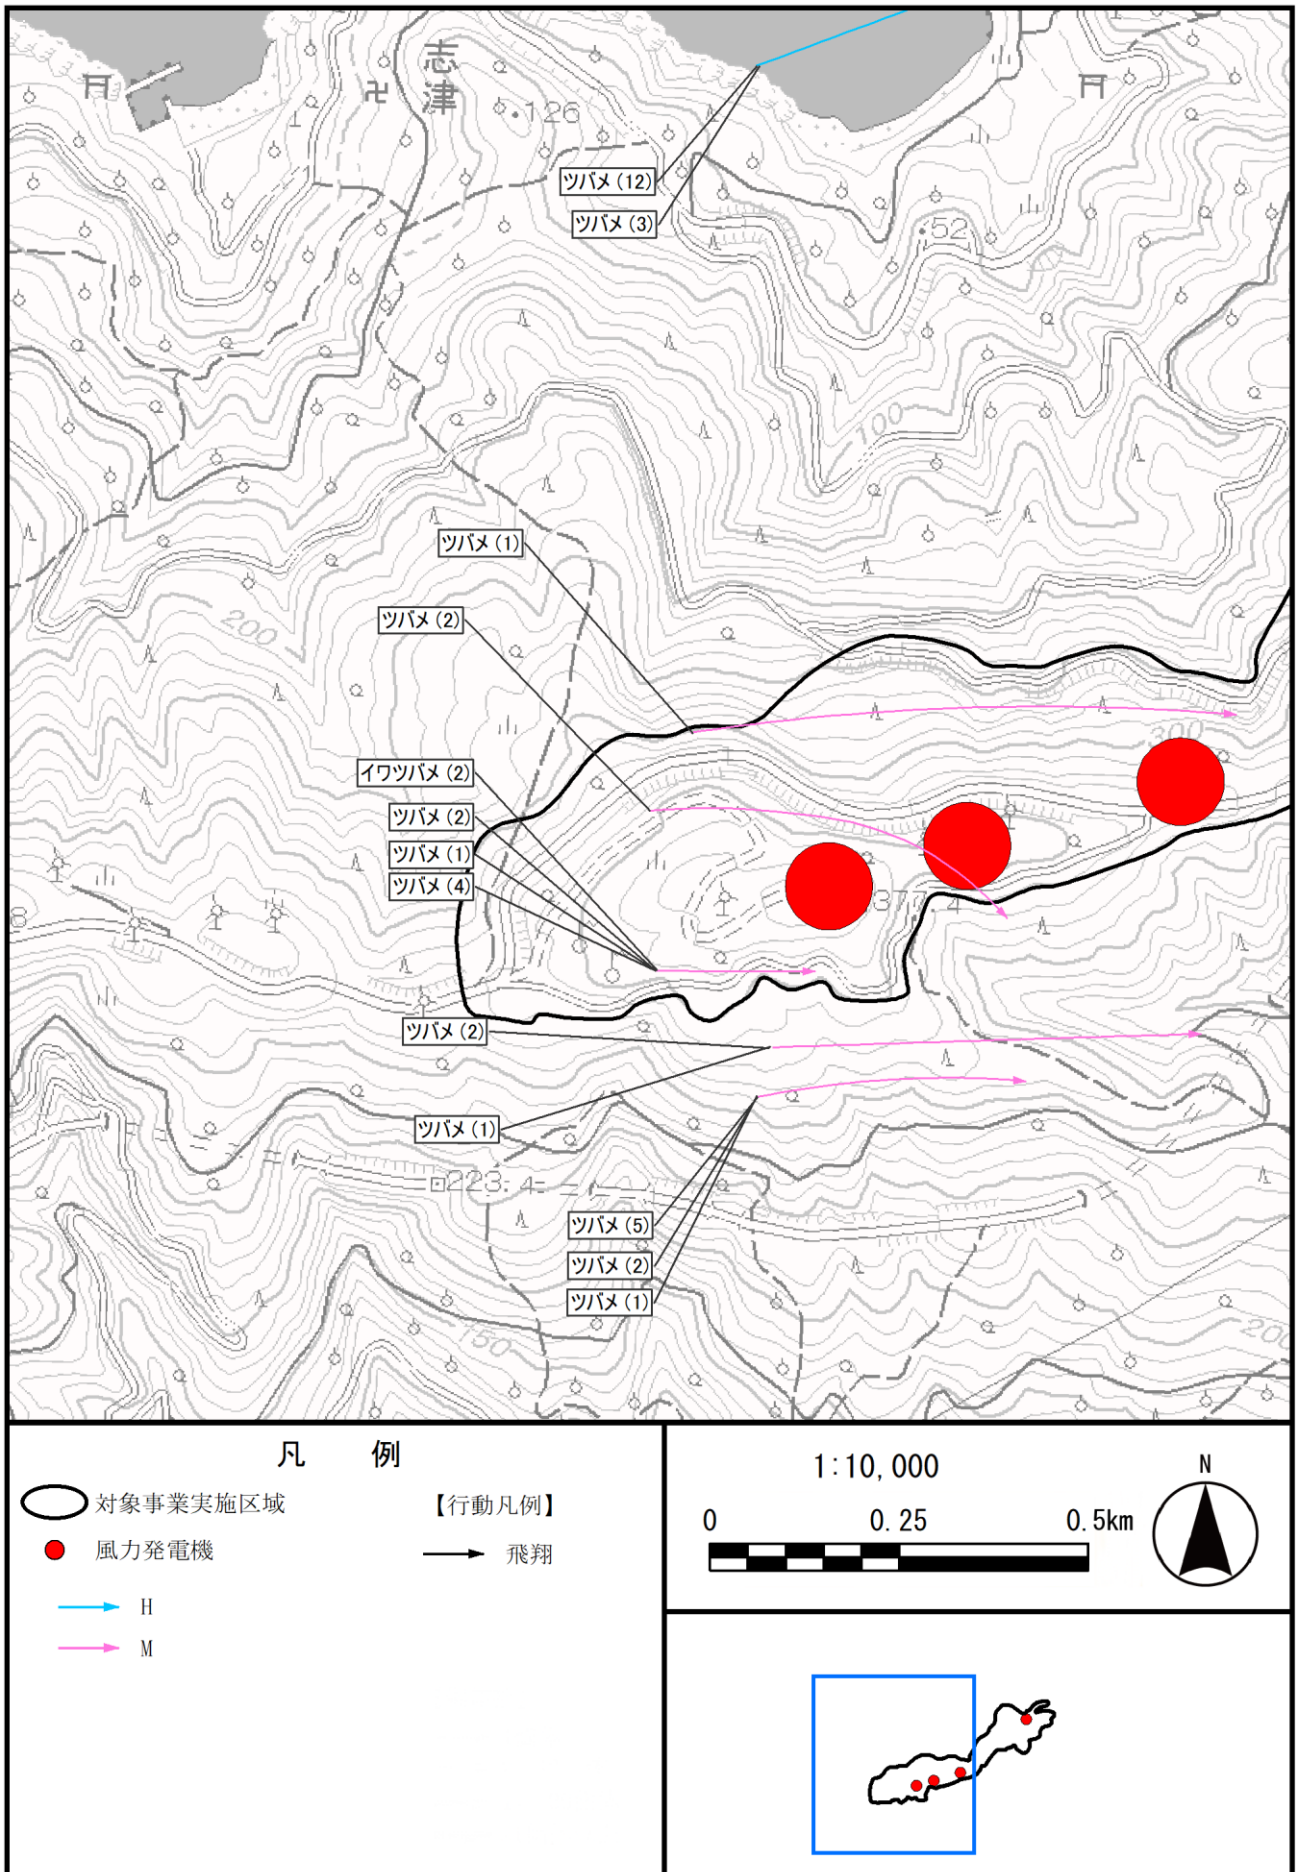 志津
126
ツバメ (12)
ツバメ (3)
52
100
ツバメ (1)
ツバメ (2)
200
300
イワツバメ (2)
ツバメ (2)
ツバメ (1)
ツバメ (4)
377.4
8
ツバメ (2)
ツバメ (1)
223.4
ツバメ (5)
ツバメ (2)
ツバメ (1)
150
200
凡 例
対象事業実施区域
【行動凡例】
風力発電機
飛翔
H
M
1:10,000
N
0 0.25 0.5km